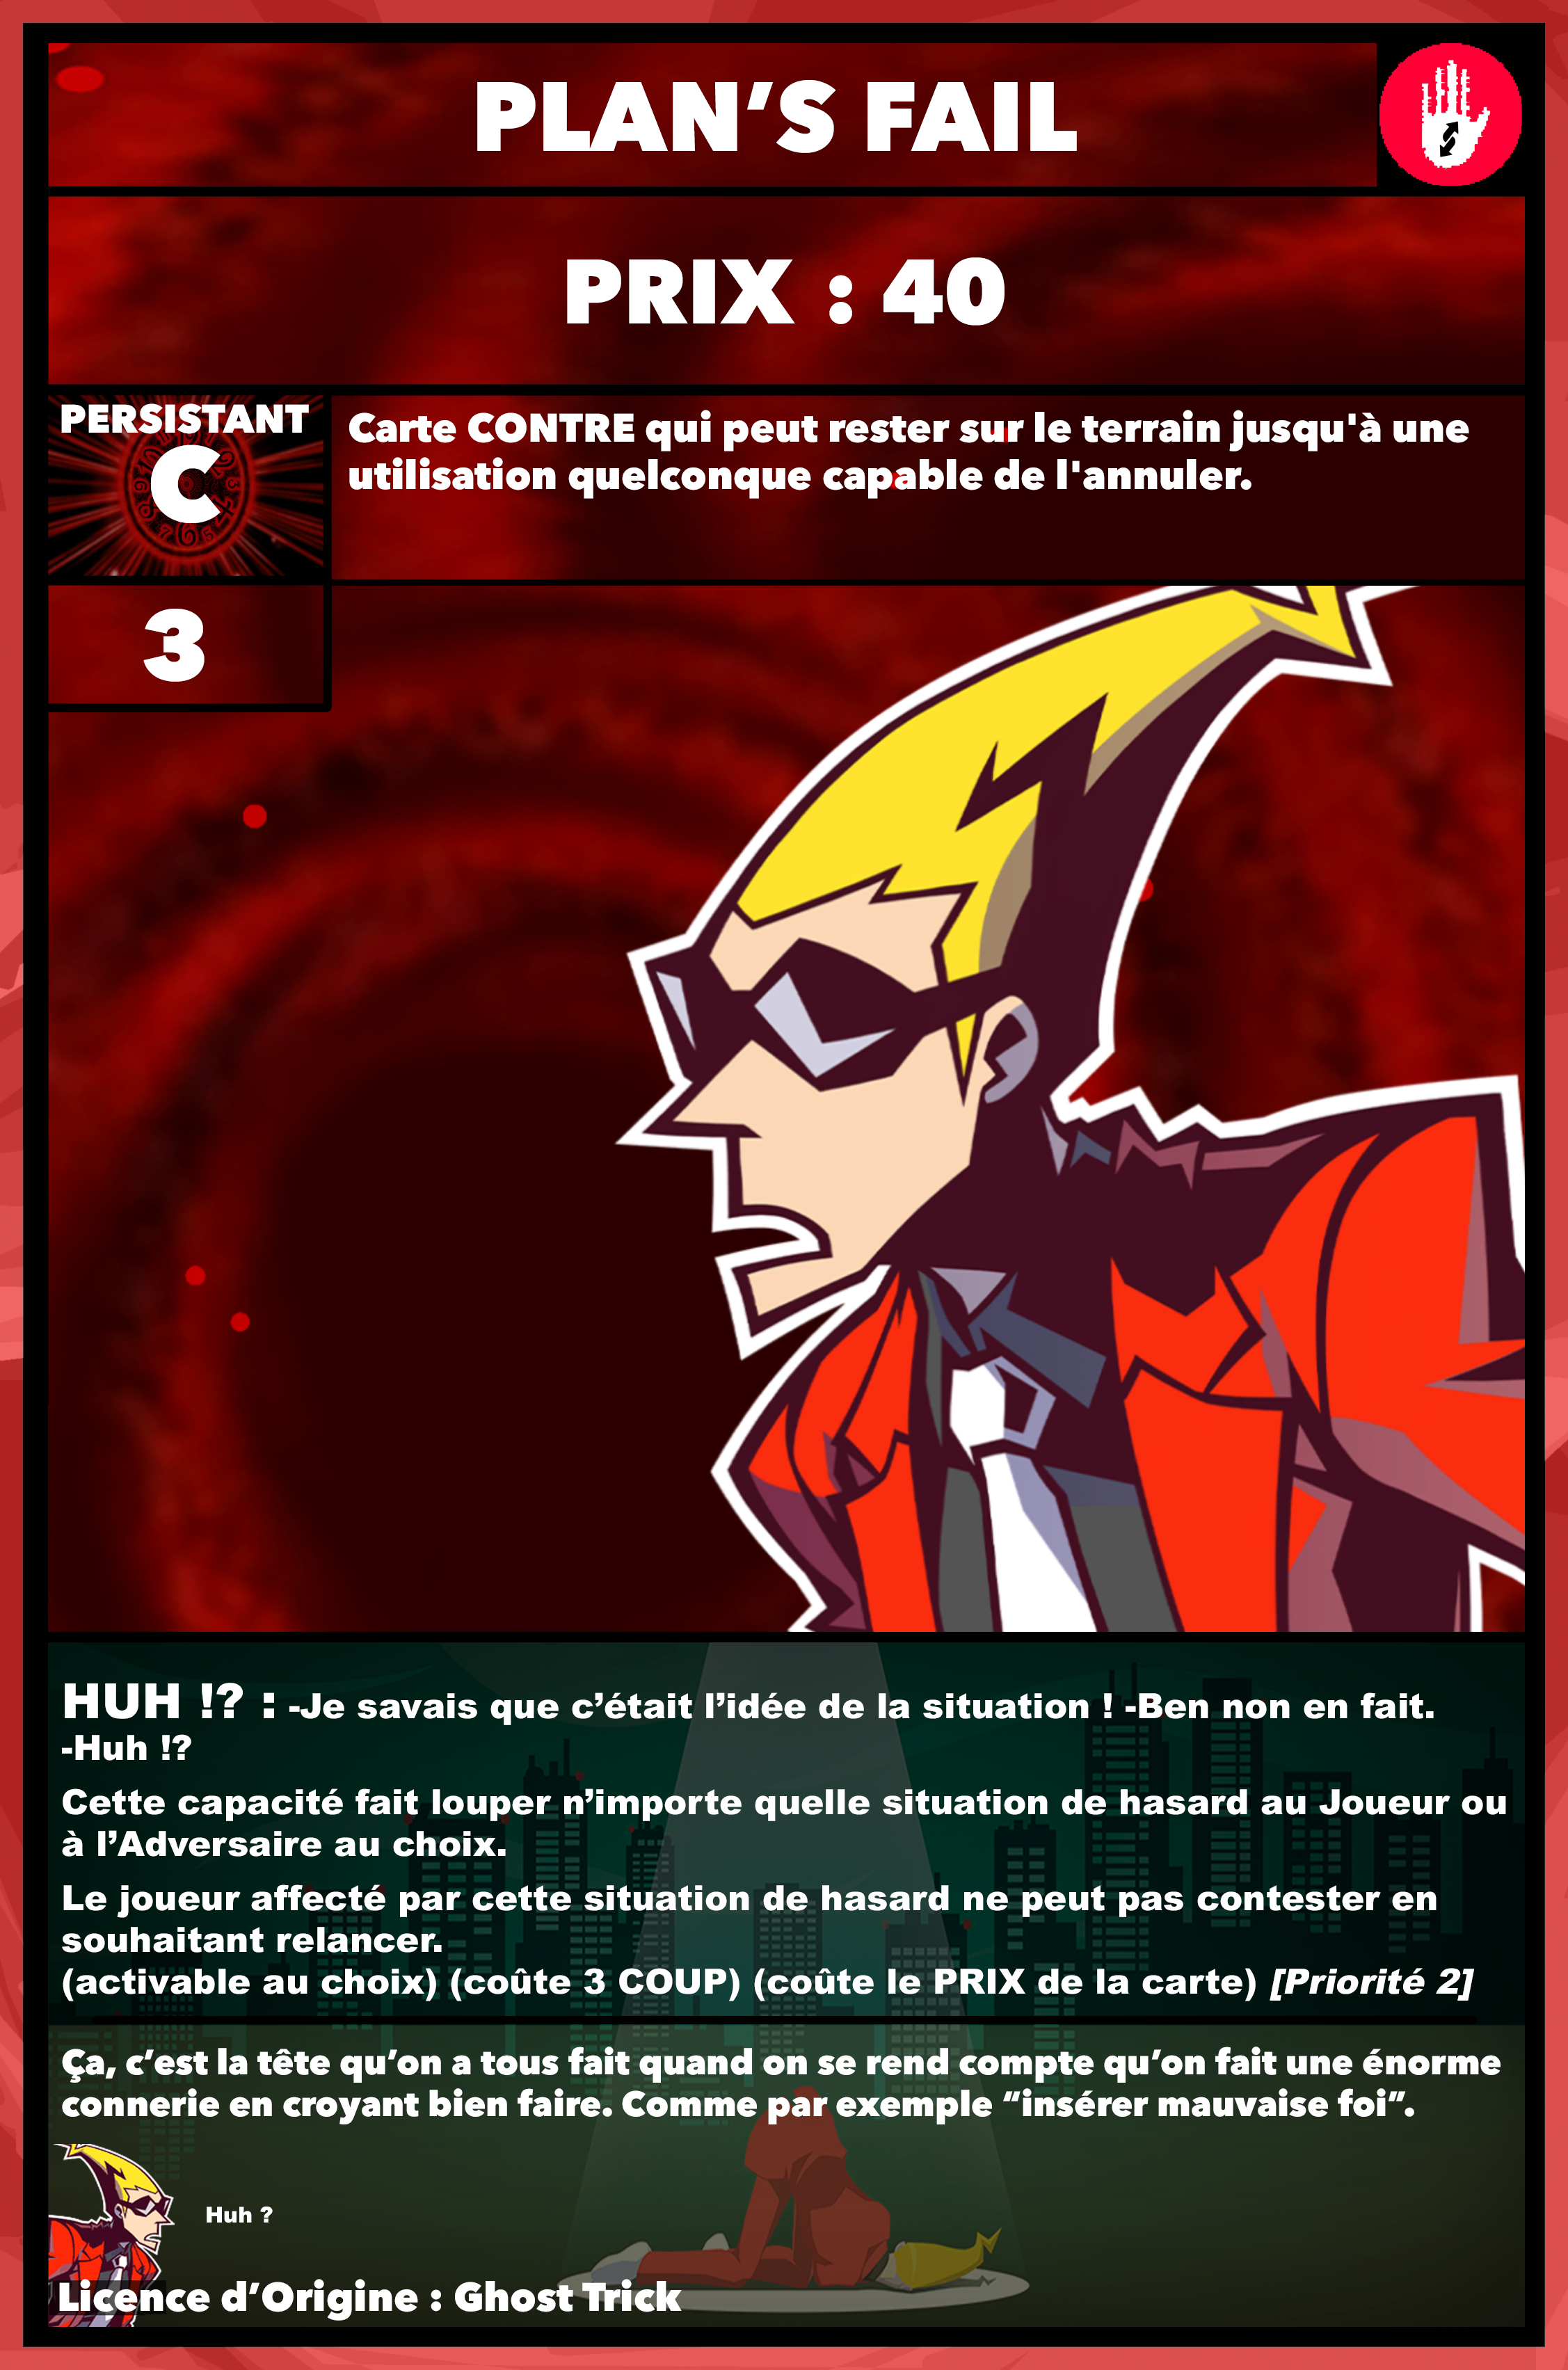 PLAN’S FAIL
PRIX : 40
PERSISTANT
C
Carte CONTRE qui peut rester sur le terrain jusqu'à une
utilisation quelconque capable de l'annuler.
3
HUH !? : -Je savais que c’était l’idée de la situation ! -Ben non en fait.
-Huh !?
Cette capacité fait louper n’importe quelle situation de hasard au Joueur ou
à l’Adversaire au choix.
Le joueur affecté par cette situation de hasard ne peut pas contester en
souhaitant relancer.
(activable au choix) (coûte 3 COUP) (coûte le PRIX de la carte) [Priorité 2]
Ça, c’est la tête qu’on a tous fait quand on se rend compte qu’on fait une énorme
connerie en croyant bien faire. Comme par exemple “insérer mauvaise foi”.
Huh ?
Licence d’Origine : Ghost Trick